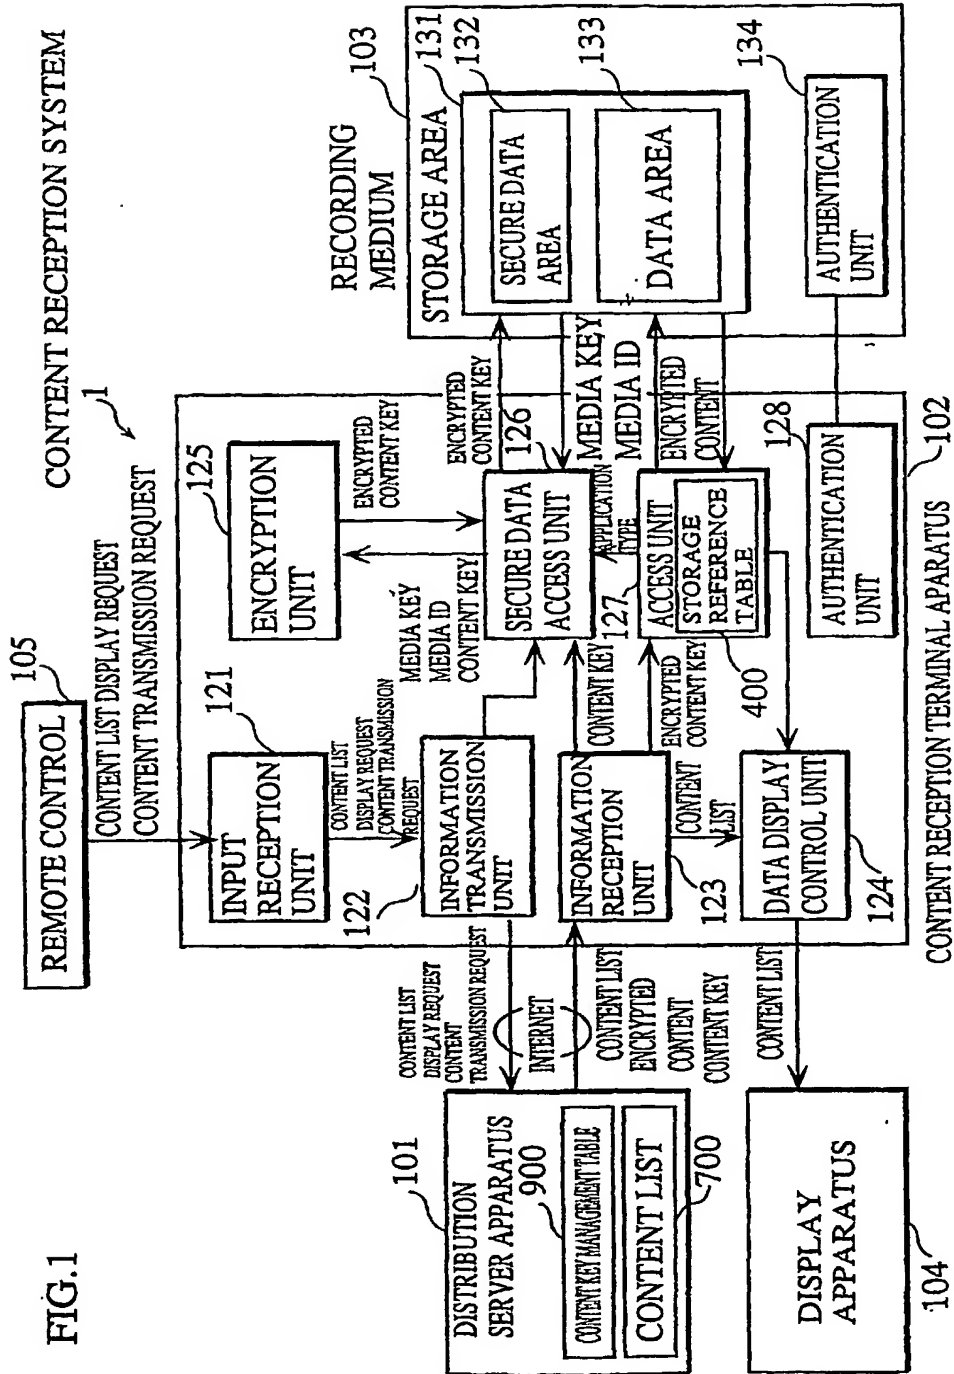 FIG.1
CONTENT RECEPTION SYSTEM
1
REMOTE CONTROL
105
CONTENT LIST DISPLAY REQUEST
CONTENT TRANSMISSION REQUEST
DISTRIBUTION
SERVER APPARATUS
101
900
CONTENT KEY MANAGEMENT TABLE
CONTENT LIST
700
DISPLAY
APPARATUS
104
CONTENT LIST
DISPLAY REQUEST
CONTENT
TRANSMISSION REQUEST
INTERNET
CONTENT LIST
ENCRYPTED
CONTENT
CONTENT KEY
CONTENT LIST
INPUT
RECEPTION
UNIT
121
CONTENT LIST
DISPLAY REQUEST
CONTENT TRANSMISSION
REQUEST
122
INFORMATION
TRANSMISSION
UNIT
INFORMATION
RECEPTION
UNIT
123
CONTENT
LIST
DATA DISPLAY
CONTROL UNIT
124
125
ENCRYPTION
UNIT
ENCRYPTED
CONTENT KEY
MEDIA KEY
MEDIA ID
CONTENT KEY
SECURE DATA
ACCESS UNIT
126
CONTENT KEY
127
APPLICATION
TYPE
ENCRYPTED
CONTENT KEY
ACCESS UNIT
STORAGE
REFERENCE
TABLE
400
128
AUTHENTICATION
UNIT
CONTENT RECEPTION TERMINAL APPARATUS
102
ENCRYPTED
CONTENT KEY
MEDIA KEY
MEDIA ID
ENCRYPTED
CONTENT
RECORDING
MEDIUM
103
STORAGE AREA
131
132
SECURE DATA
AREA
133
DATA AREA
134
AUTHENTICATION
UNIT